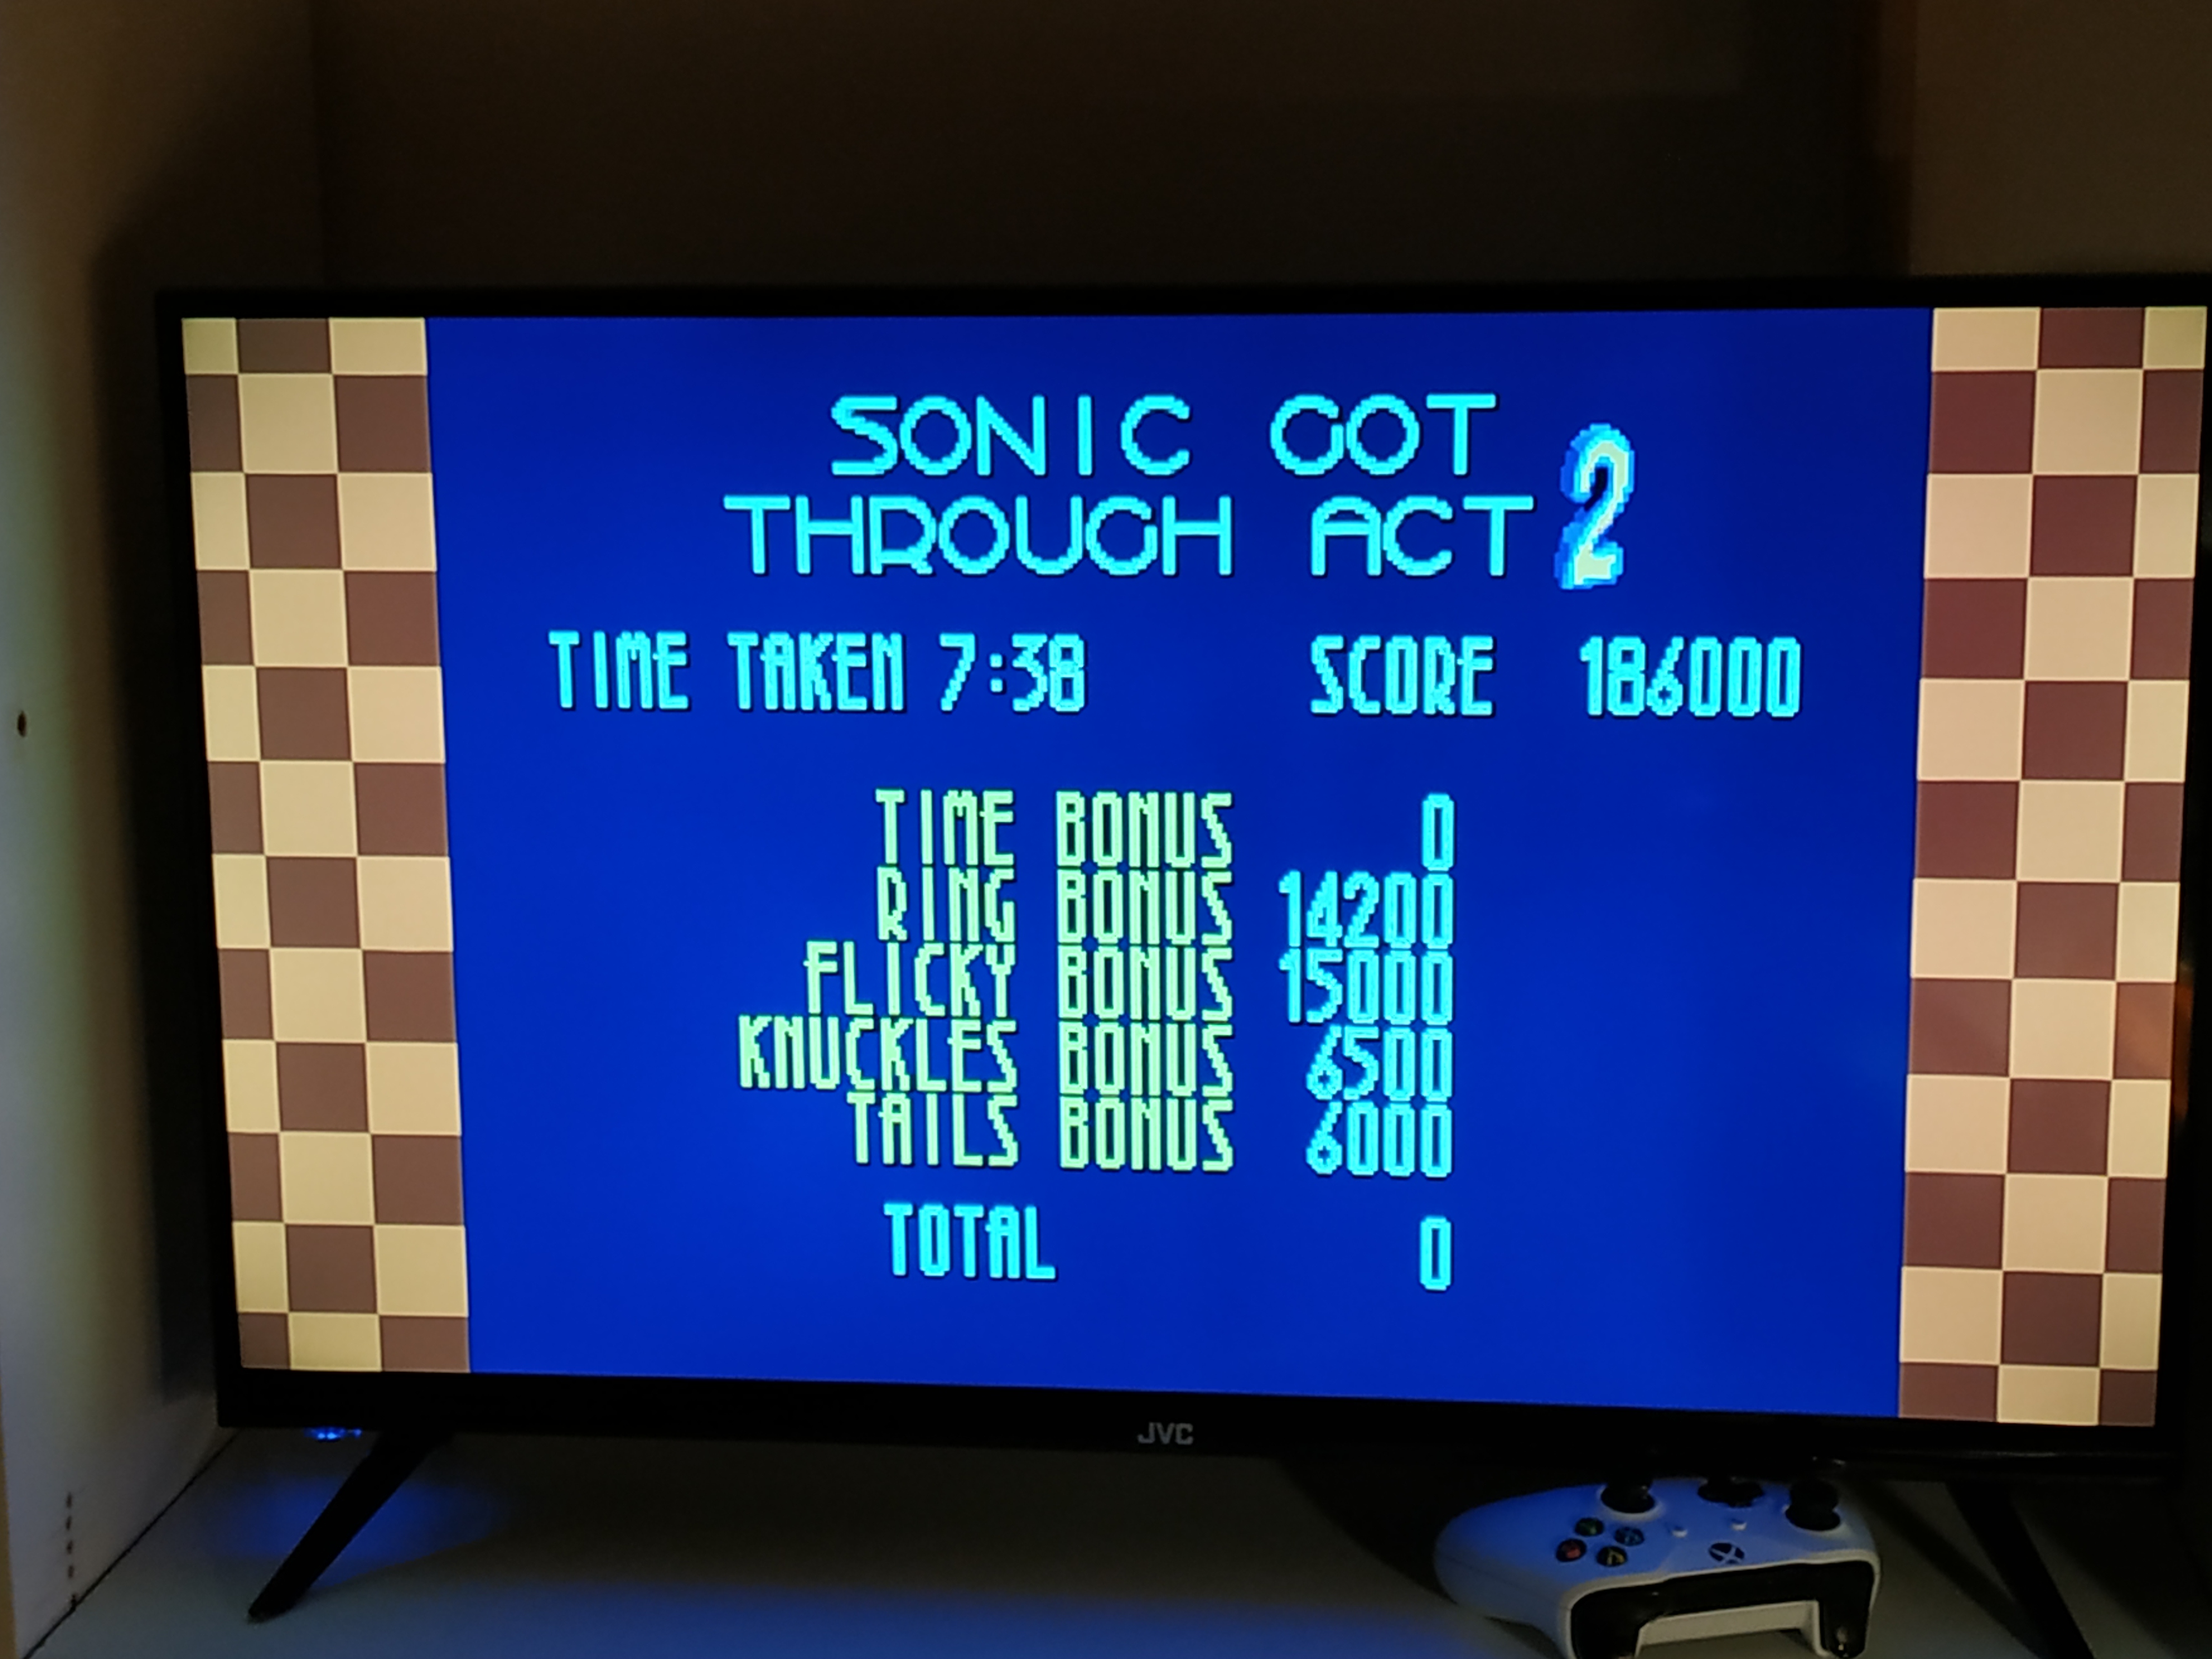 SONIC GOT
THROUGH ACT 2
TIME TAKEN 7:38 SCORE 186000
TIME BONUS 0
RING BONUS 14200
FLICKY BONUS 15000
KNUCKLES BONUS 6500
TAILS BONUS 6000
TOTAL 0
JVC